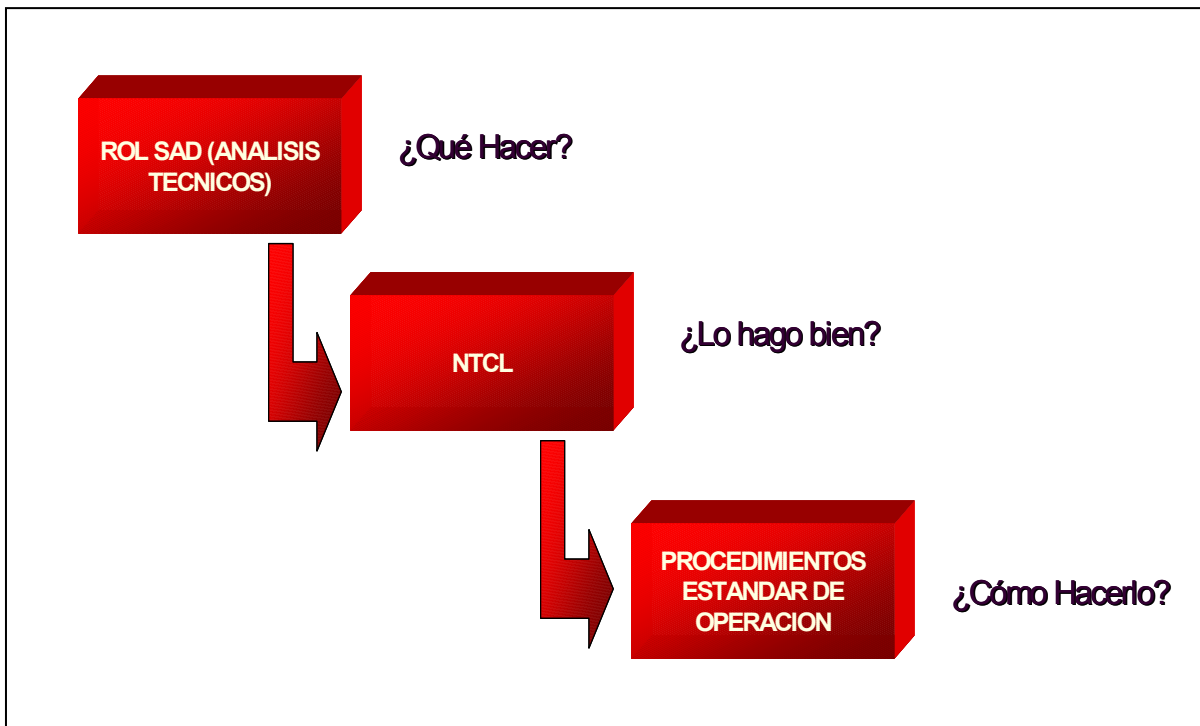 ROL SAD (ANALISIS
TECNICOS)
¿Qué Hacer?
NTCL
¿Lo hago bien?
PROCEDIMIENTOS
ESTANDAR DE
OPERACION
¿Cómo Hacerlo?